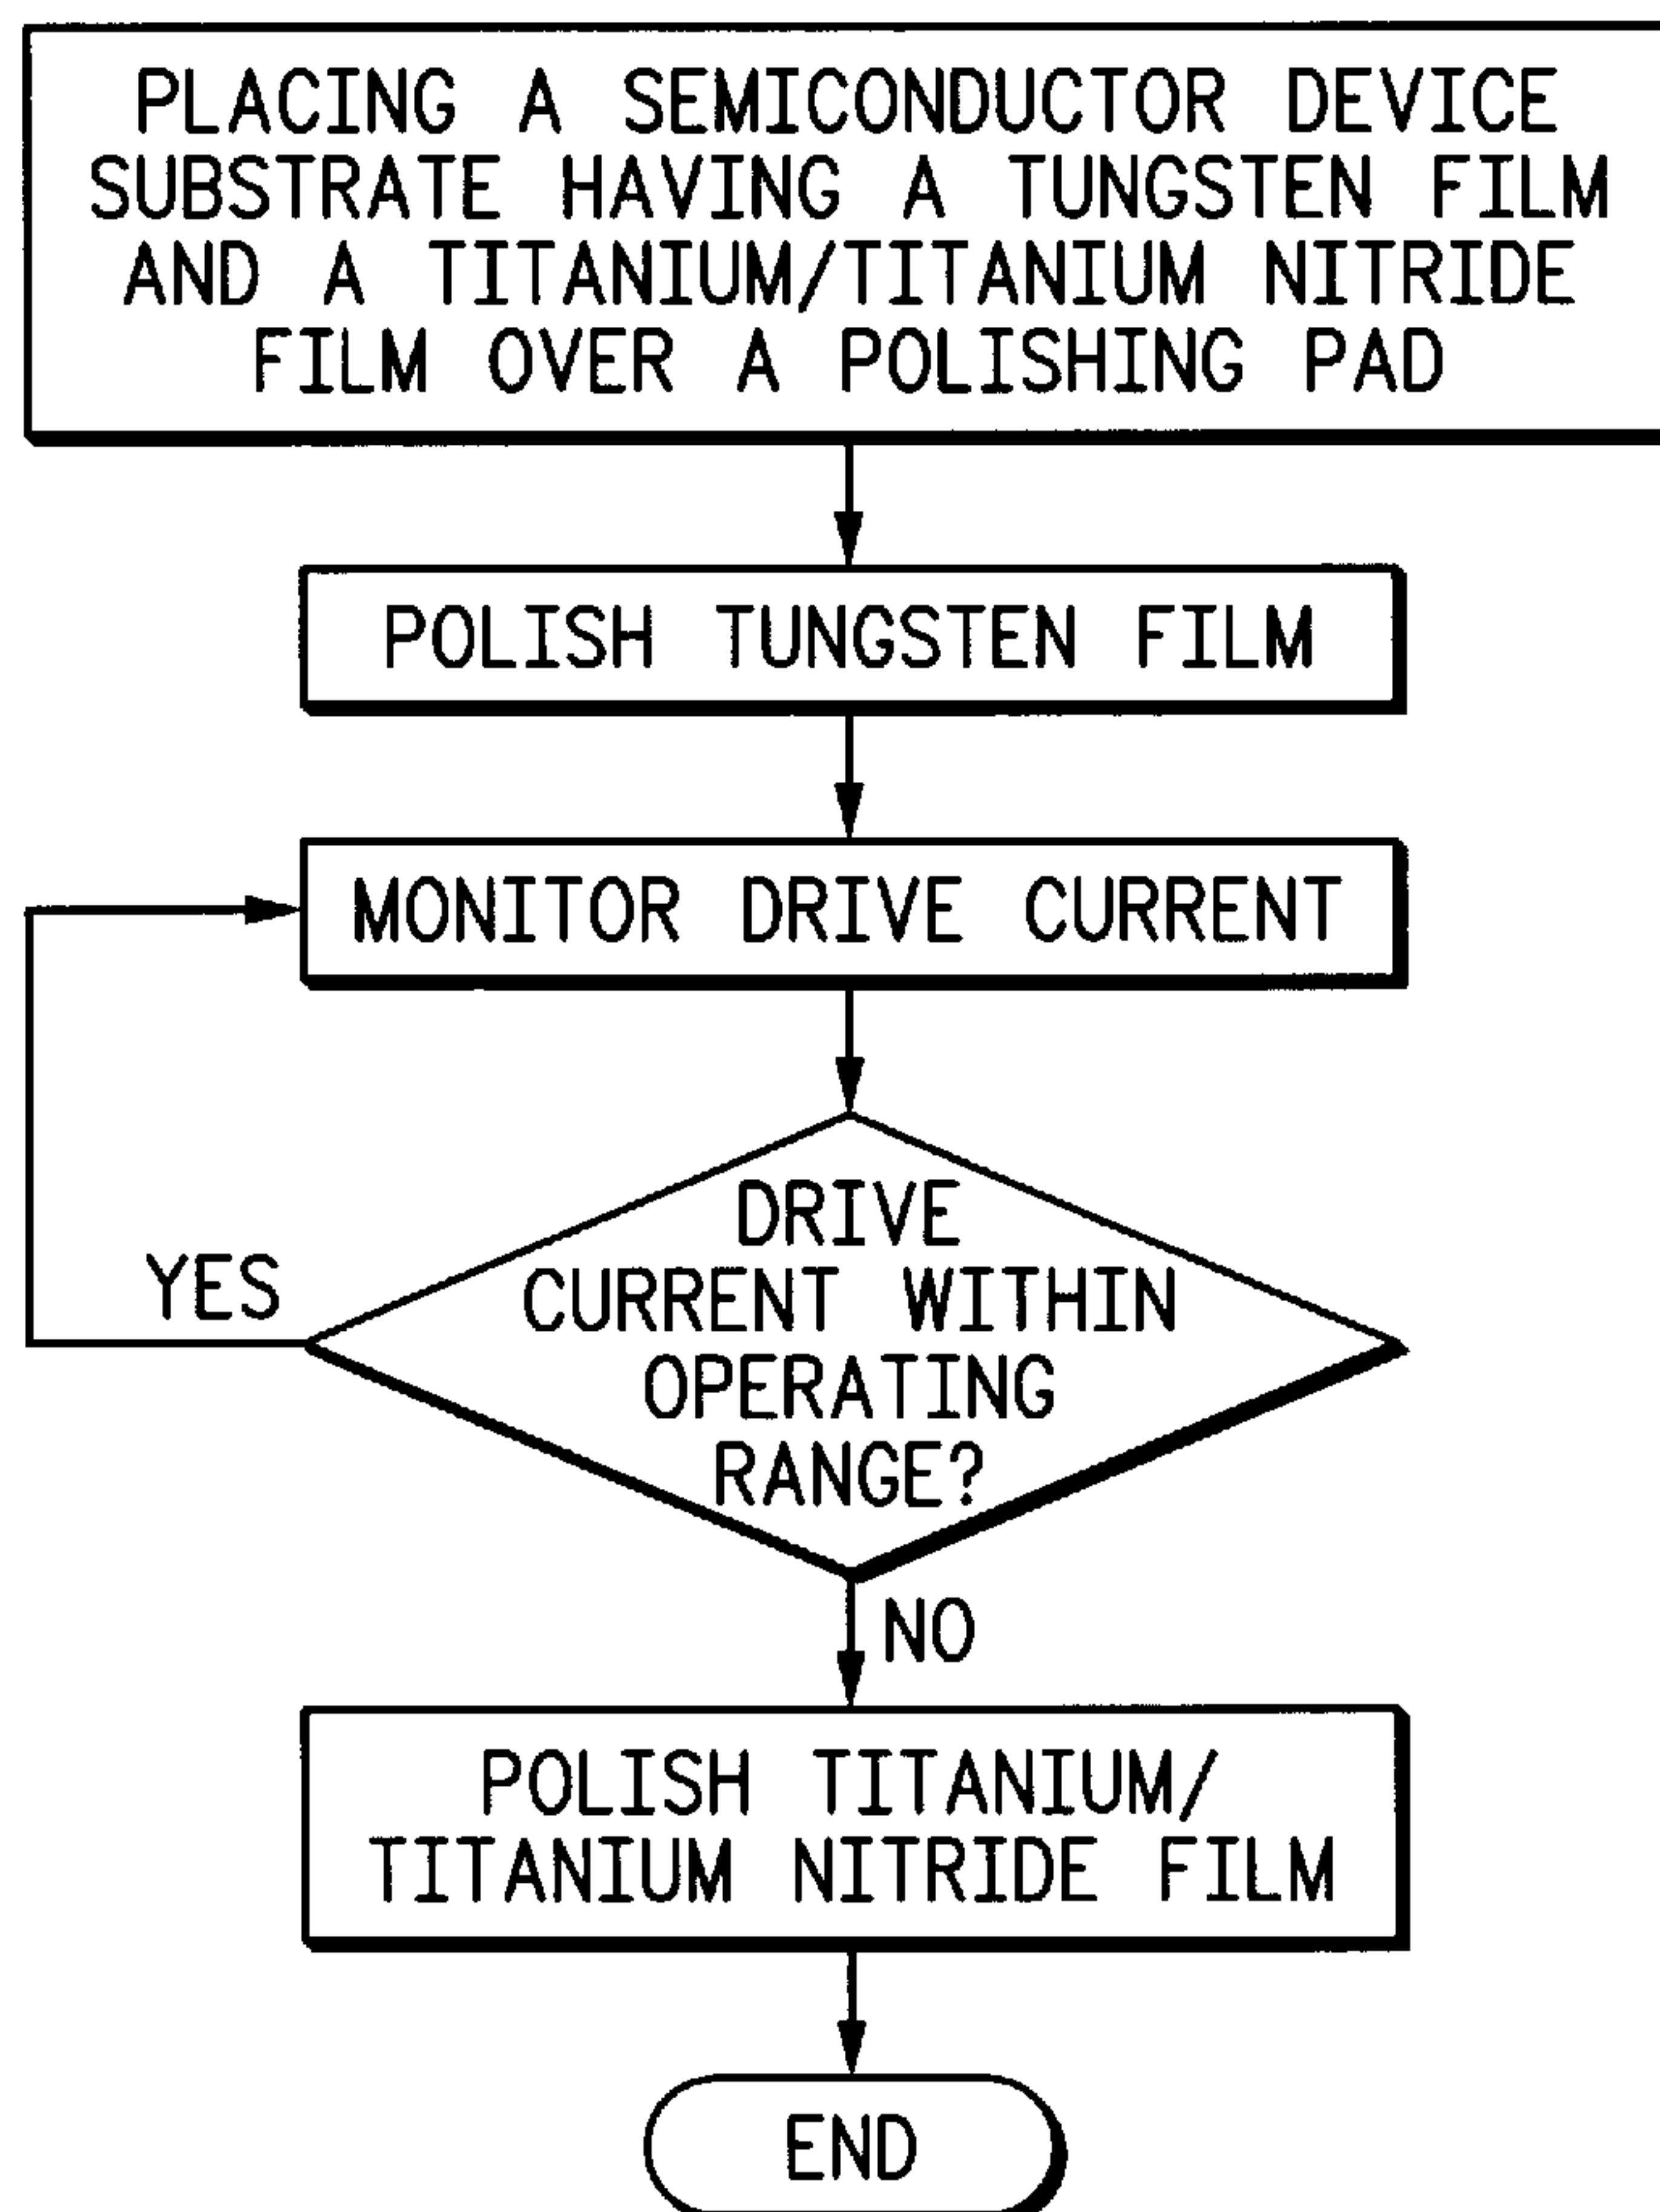 PLACING A SEMICONDUCTOR DEVICE
SUBSTRATE HAVING A TUNGSTEN FILM
AND A TITANIUM/TITANIUM NITRIDE
FILM OVER A POLISHING PAD
POLISH TUNGSTEN FILM
MONITOR DRIVE CURRENT
DRIVE
CURRENT WITHIN
OPERATING
RANGE?
YES
NO
POLISH TITANIUM/
TITANIUM NITRIDE FILM
END